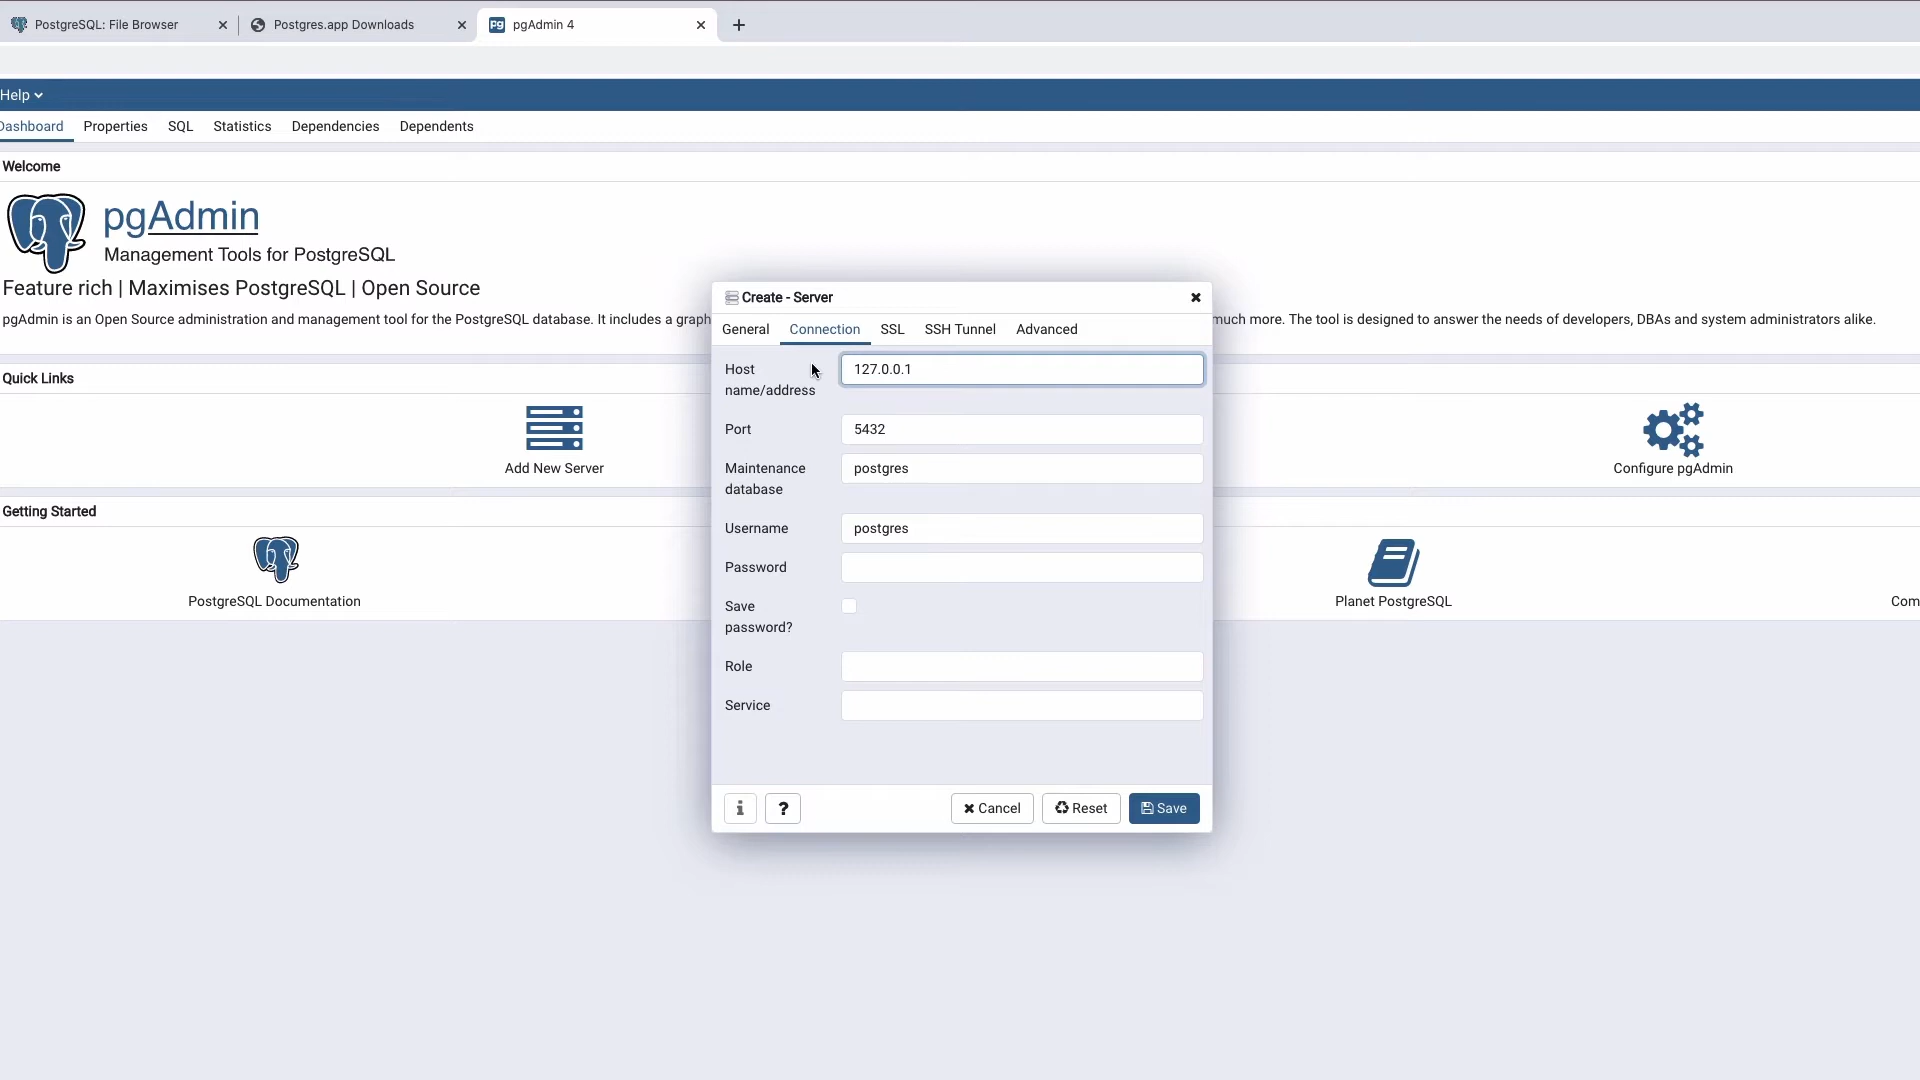 PostgreSQL: File Browser
Postgres.app Downloads
pgAdmin 4
Help
Dashboard Properties SQL Statistics Dependencies Dependents
Welcome
pgAdmin
Management Tools for PostgreSQL
Feature rich | Maximises PostgreSQL | Open Source
pgAdmin is an Open Source administration and management tool for the PostgreSQL database. It includes a graph
much more. The tool is designed to answer the needs of developers, DBAs and system administrators alike.
Quick Links
Add New Server
Configure pgAdmin
Getting Started
PostgreSQL Documentation
Planet PostgreSQL
Com
Create - Server
General Connection SSL SSH Tunnel Advanced
Host name/address
127.0.0.1
Port
5432
Maintenance database
postgres
Username
postgres
Password
Save password?
Role
Service
i
?
Cancel
Reset
Save